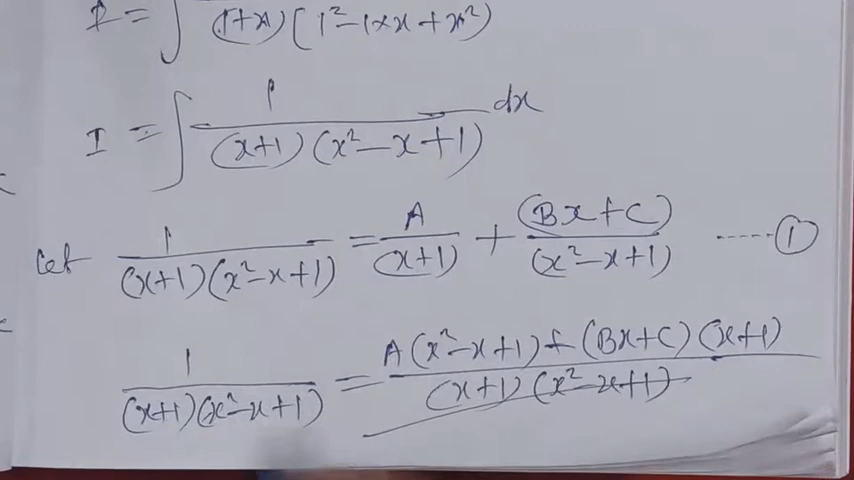 I = ∫ 1/((1+x)[1²-1×x+x²)
I = ∫ 1/((x+1)(x²-x+1)) dx
let 1/((x+1)(x²-x+1)) = A/(x+1) + (Bx+C)/(x²-x+1) ......①
1/((x+1)(x²-x+1)) = (A(x²-x+1)+(Bx+C)(x+1))/((x+1)(x²-x+1))